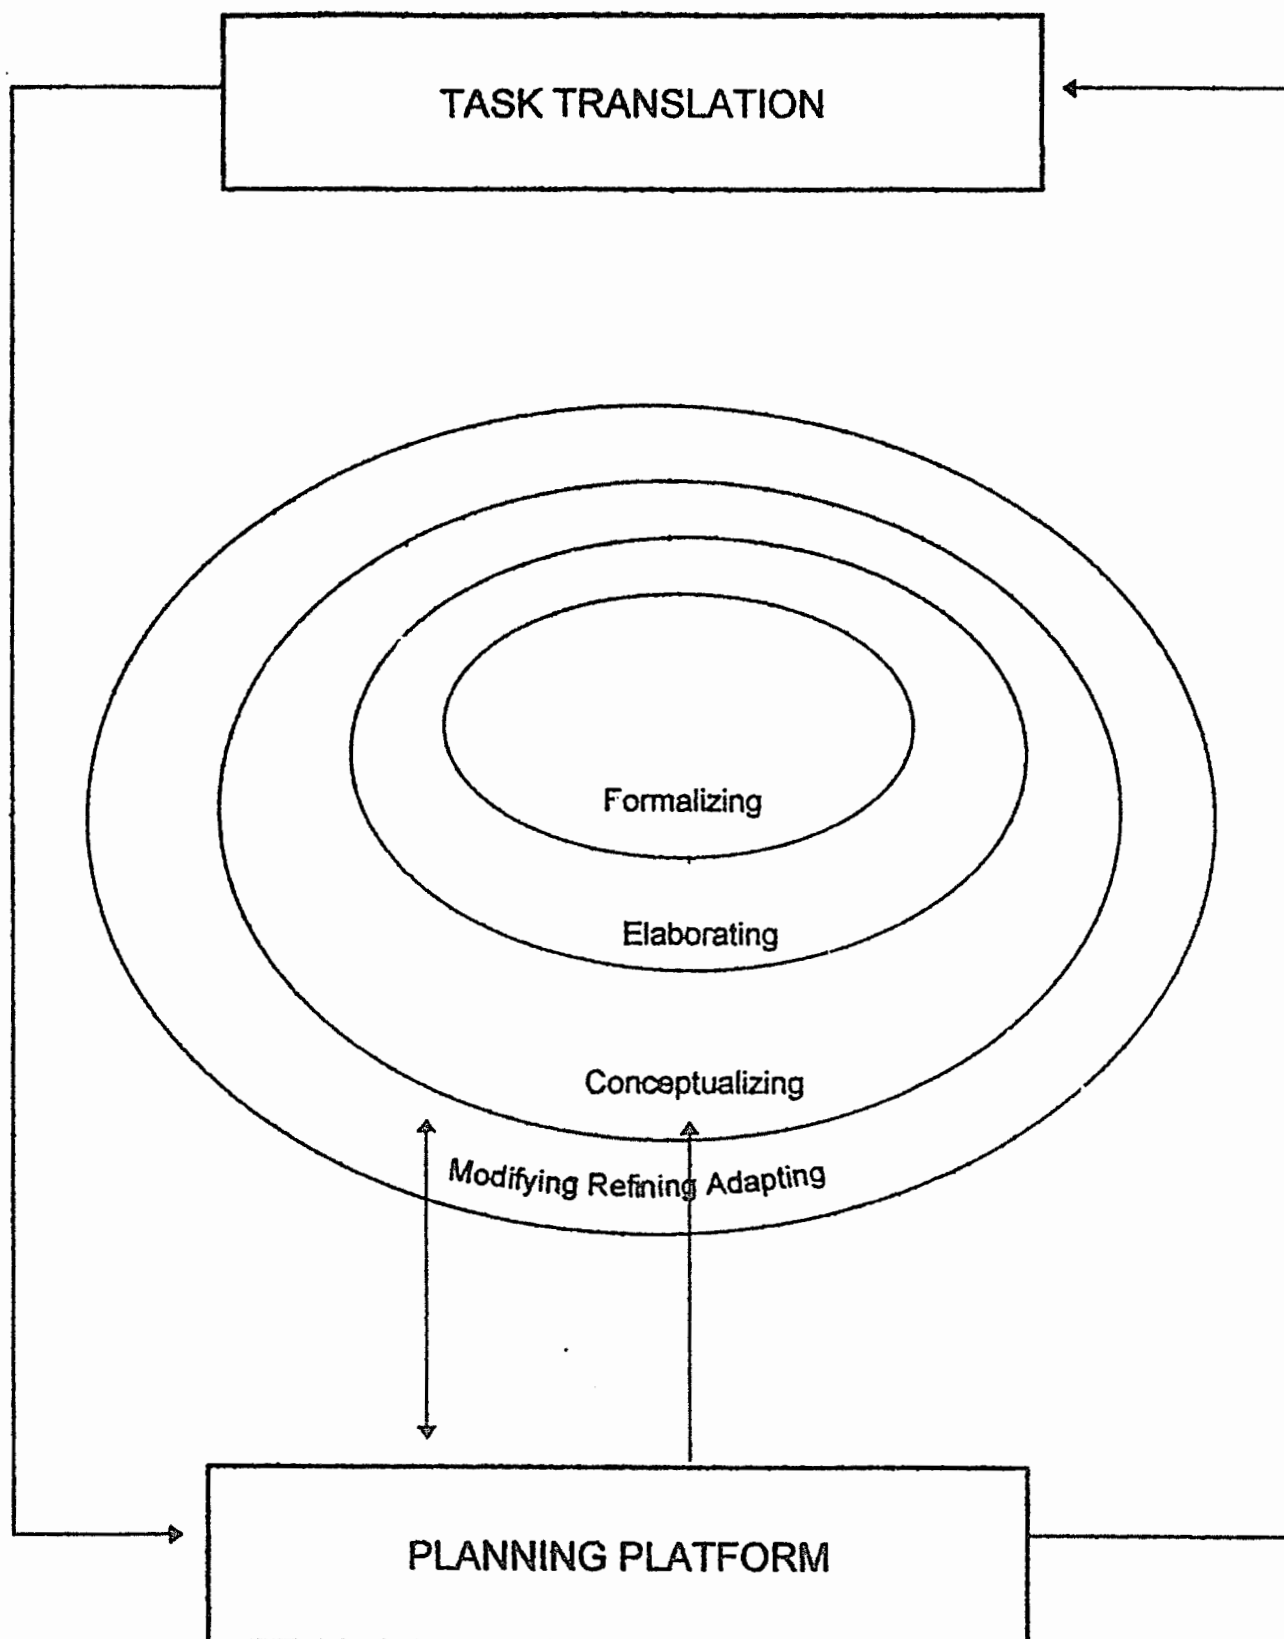 TASK TRANSLATION
Formalizing
Elaborating
Conceptualizing
Modifying Refining Adapting
PLANNING PLATFORM